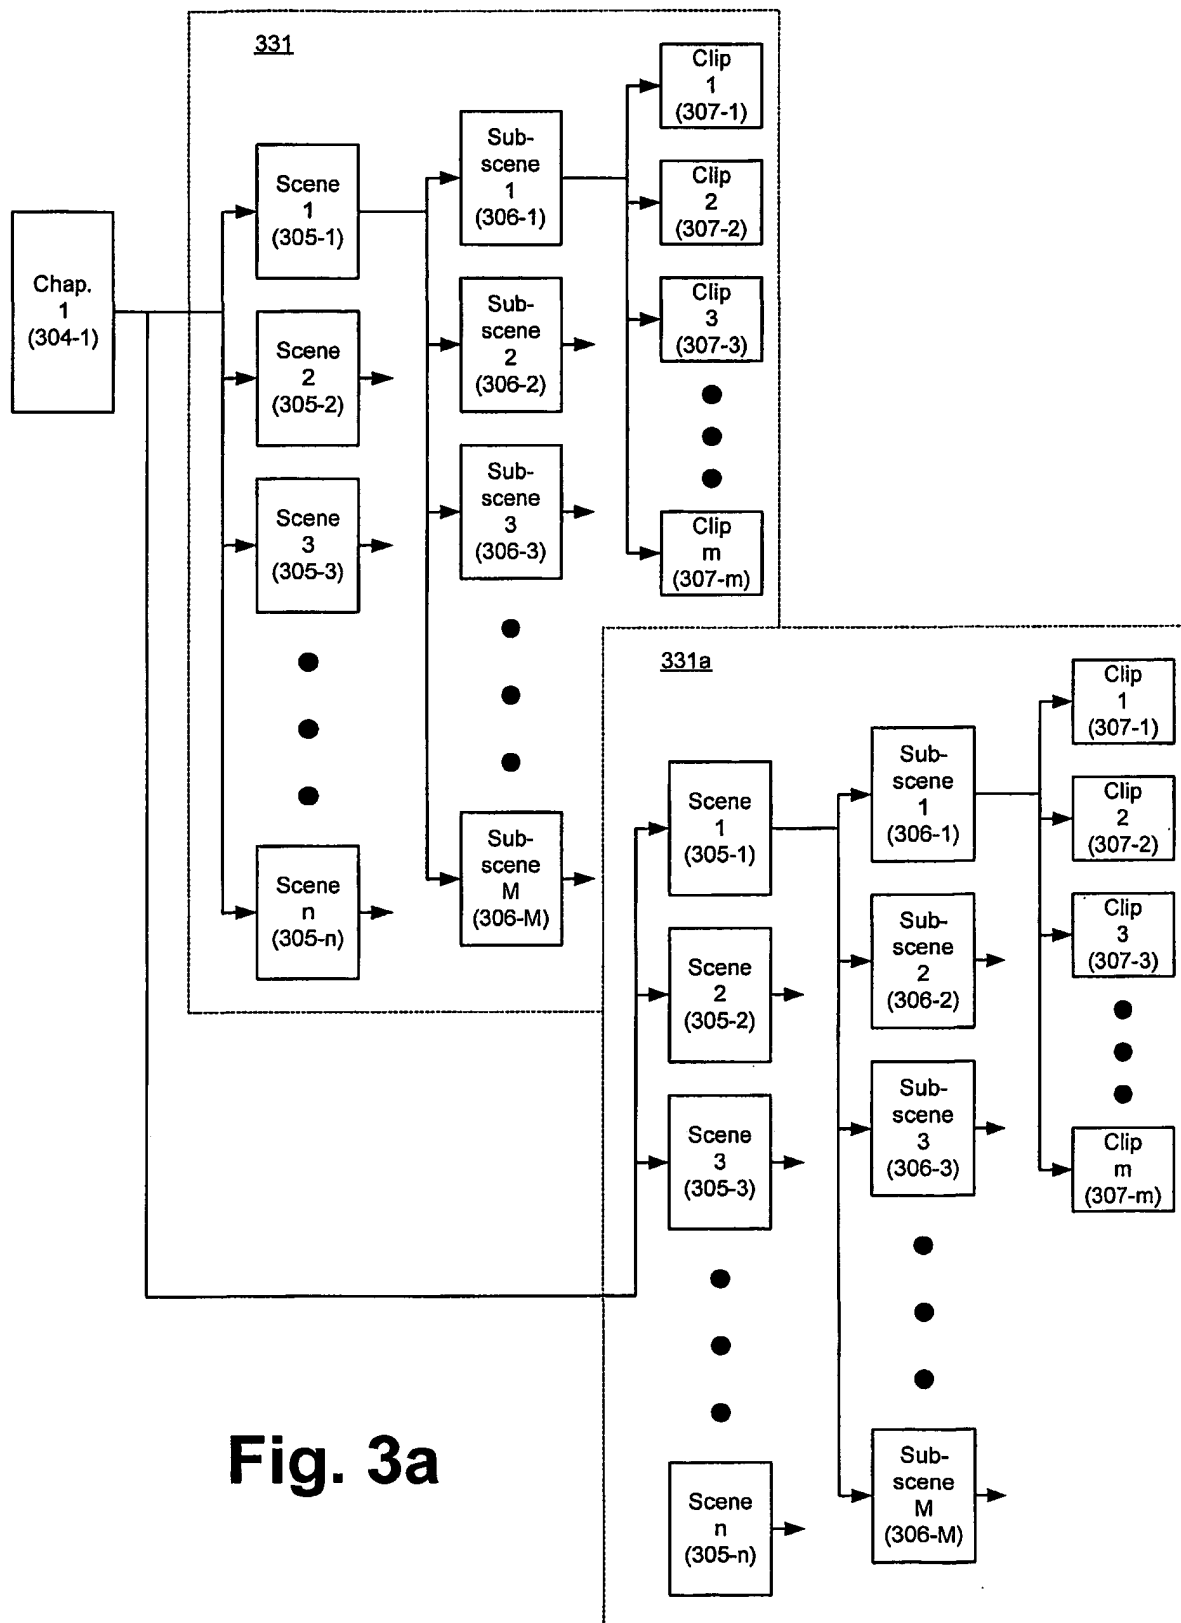 331
Clip
1
(307-1)
Sub-
scene
1
(306-1)
Scene
1
(305-1)
Clip
2
(307-2)
Chap.
1
(304-1)
Sub-
scene
2
(306-2)
Clip
3
(307-3)
Scene
2
(305-2)
Sub-
scene
3
(306-3)
Scene
3
(305-3)
Clip
m
(307-m)
Sub-
scene
M
(306-M)
Scene
n
(305-n)
331a
Clip
1
(307-1)
Sub-
scene
1
(306-1)
Scene
1
(305-1)
Clip
2
(307-2)
Sub-
scene
2
(306-2)
Clip
3
(307-3)
Scene
2
(305-2)
Sub-
scene
3
(306-3)
Scene
3
(305-3)
Clip
m
(307-m)
Sub-
scene
M
(306-M)
Scene
n
(305-n)
Fig. 3a